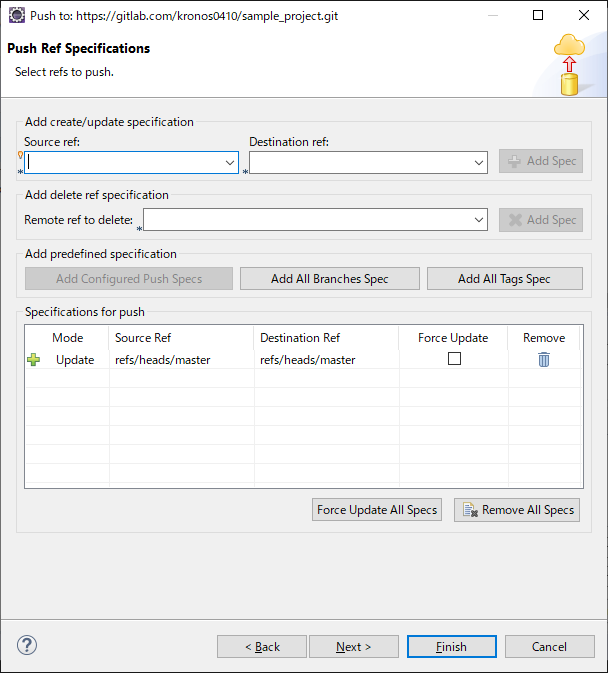 Push to: https://gitlab.com/kronos0410/sample_project.git
Push Ref Specifications
Select refs to push.
Add create/update specification
Source ref:
Destination ref:
*
*
Add Spec
Add delete ref specification
Remote ref to delete:
*
Add Spec
Add predefined specification
Add Configured Push Specs
Add All Branches Spec
Add All Tags Spec
Specifications for push
Mode Source Ref Destination Ref Force Update Remove
Update refs/heads/master refs/heads/master
Force Update All Specs
Remove All Specs
?
< Back
Next >
Finish
Cancel